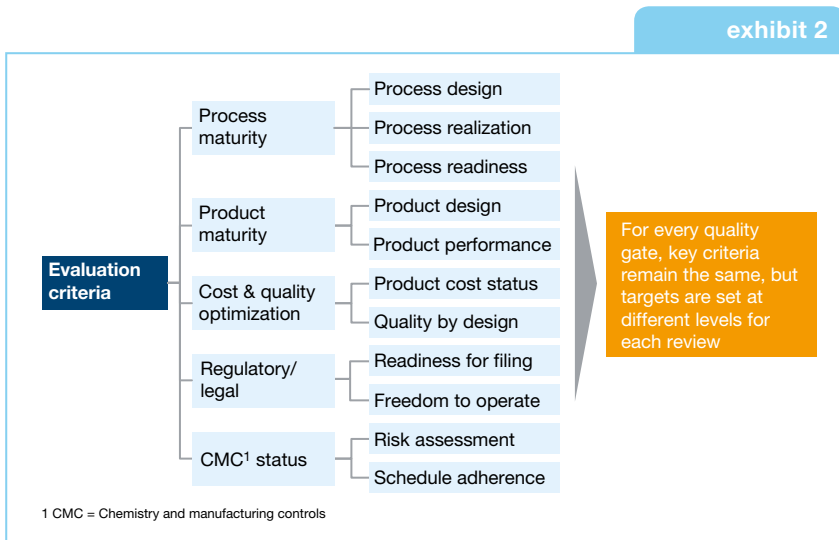 exhibit 2
Evaluation
criteria
Process
maturity
Process design
Process realization
Process readiness
Product
maturity
Product design
Product performance
Cost & quality
optimization
Product cost status
Quality by design
Regulatory/
legal
Readiness for filing
Freedom to operate
CMC¹ status
Risk assessment
Schedule adherence
For every quality
gate, key criteria
remain the same, but
targets are set at
different levels for
each review
1 CMC = Chemistry and manufacturing controls